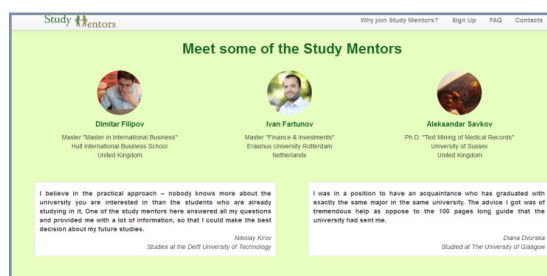 Study Mentors
Why join Study Mentores? Sign Up FAQ Contacts
Meet some of the Study Mentors
Dimitar Filipov
Master "Master in International Business"
Hult International Business School
United Kingdom
Ivan Fartunov
Master "Finance & Investments"
Erasmus University Rotterdam
Netherlands
Aleksandar Savkov
Ph.D. "Text Mining of Medical Records"
University of Sussex
United Kingdom
I believe in the practical approach – nobody knows more about the
university you are interested in than the students who are already
studying in it. One of the study mentors here answered all my questions
and provided me with a lot of information, so that I could make the best
decision about my future studies.
Nikolay Kirov
Studies at the Delft University of Technology
I was in a position to have an acquaintance who has graduated with
exactly the same major in the same university. The advice I got was of
tremendous help as oppose to the 100 pages long guide that the
university had sent me.
Diana Dvorska
Studied at The University of Glasgow